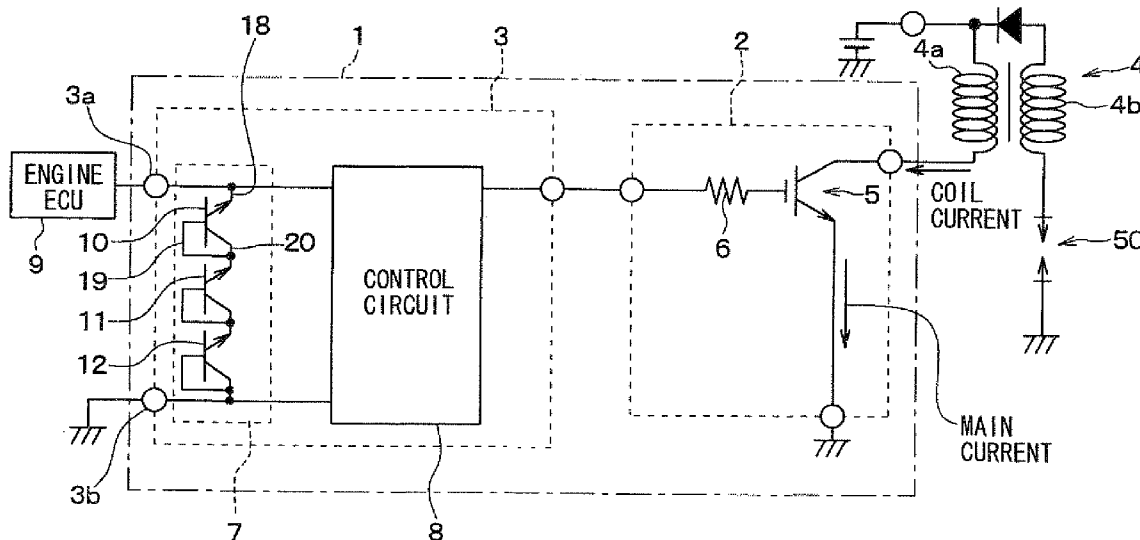 18
1
3
2
4a
4
4b
3a
ENGINE
ECU
9
10
19
20
11
12
CONTROL
CIRCUIT
6
5
COIL
CURRENT
50
MAIN
CURRENT
3b
7
8